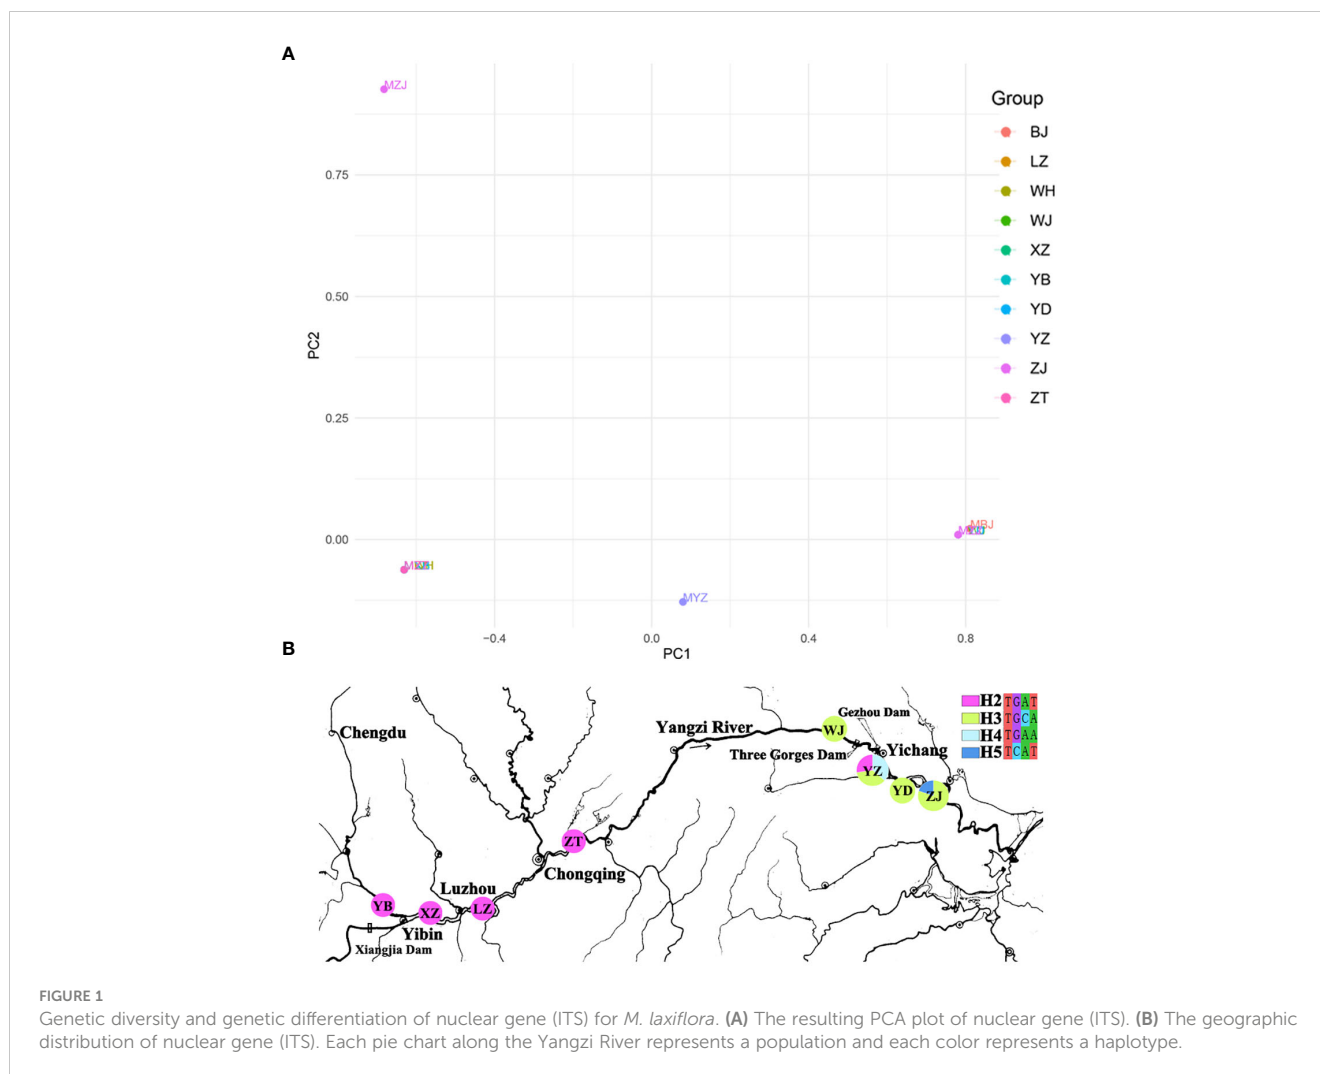 A
MZJ
Group
BJ
LZ
WH
WJ
XZ
YB
YD
YZ
ZJ
ZT
0.75
0.50
0.25
0.00
PC2
MBJ
MYZ
−0.4
0.0
0.4
0.8
PC1
B
H2 TGAT
H3 TGCA
H4 TGAA
H5 TCAT
Chengdu
Yangzi River
WJ
Gezhou Dam
Three Gorges Dam
Yichang
YZ
YD
ZJ
ZT
Chongqing
Luzhou
YB
XZ
LZ
Yibin
Xiangjia Dam
FIGURE 1
Genetic diversity and genetic differentiation of nuclear gene (ITS) for M. laxiflora. (A) The resulting PCA plot of nuclear gene (ITS). (B) The geographic
distribution of nuclear gene (ITS). Each pie chart along the Yangzi River represents a population and each color represents a haplotype.